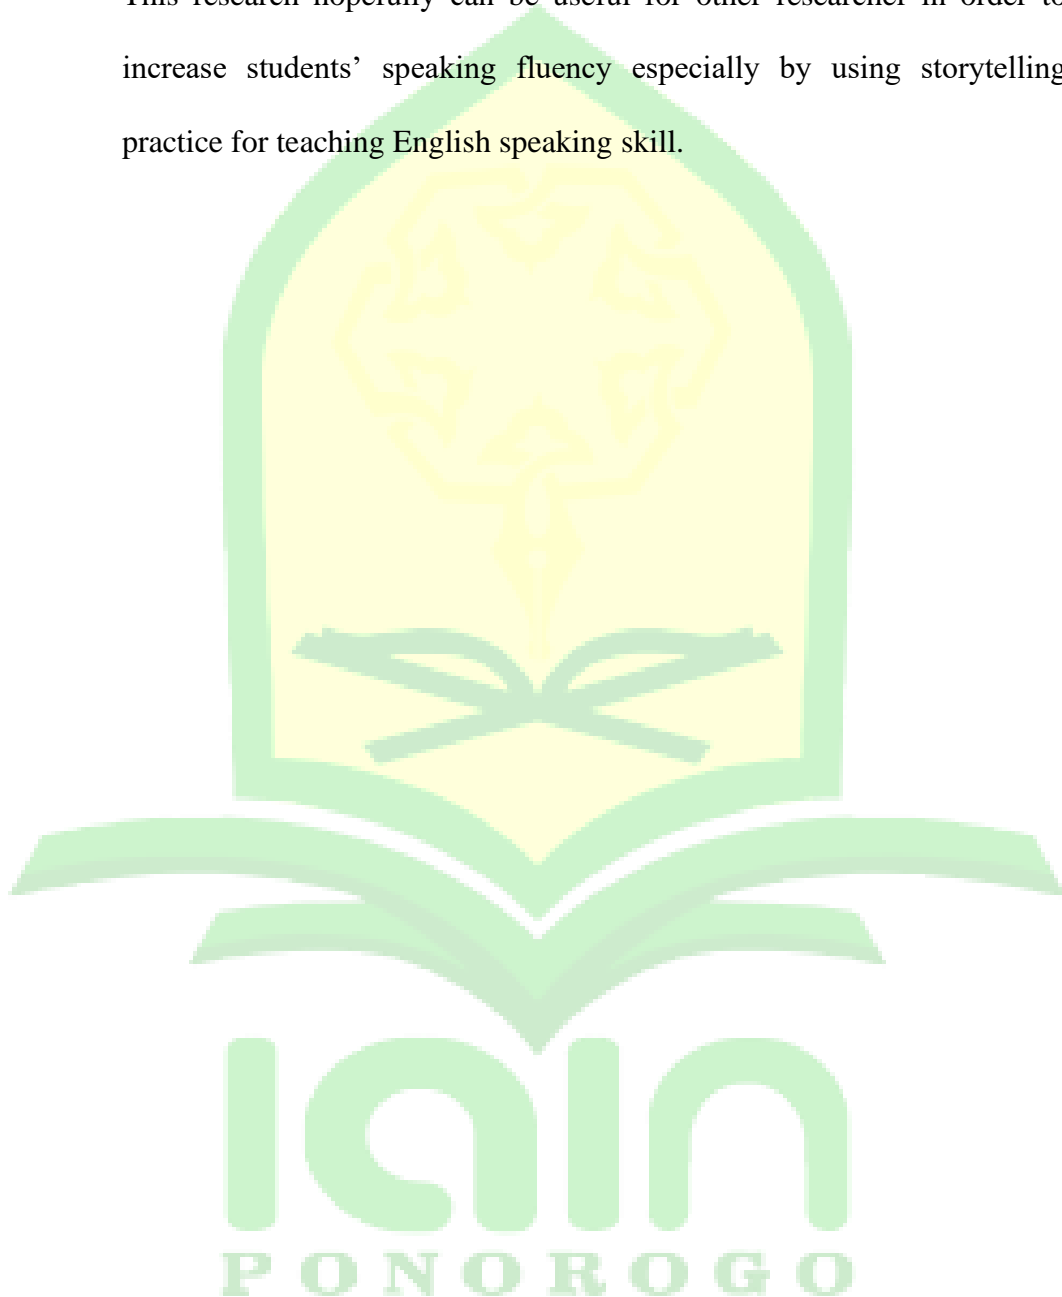 This research hopefully can be useful for other researcher in order to
increase students’ speaking fluency especially by using storytelling
practice for teaching English speaking skill.
iain
PONOROGO